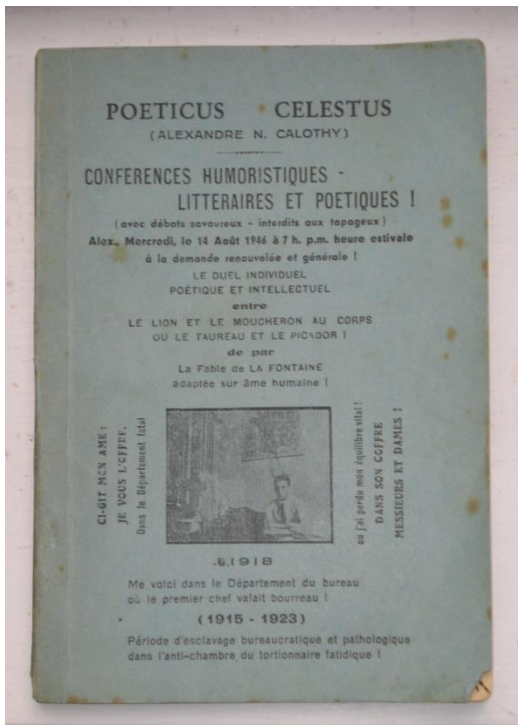 POETICUS CELESTUS
(ALEXANDRE N. CALOTHY)
CONFERENCES HUMORISTIQUES -
LITTERAIRES ET POETIQUES !
(avec débats savoureux - interdits aux tapageurs)
Alex., Mercredi, le 14 Août 1946 à 7 h. p.m. heure estivale
à la demande renouvelée et générale !
LE DUEL INDIVIDUEL
POÉTIQUE ET INTELLECTUEL
entre
LE LION ET LE MOUCHERON AU CORPS
OU LE TAUREAU ET LE PICADOR !
de par
La Fable de LA FONTAINE
adaptée sur âme humaine !
CI-GIT MON AME :
JE VOUS L'OFFRE,
Dans le Département fatal
où j'ai perdu mon équilibre vital !
DANS SON COFFRE
MESSIEURS ET DAMES !
1918
Me voici dans le Département du bureau
où le premier chef valait bourreau !
(1915 - 1923)
Période d'esclavage bureaucratique et pathologique
dans l'anti-chambre du tortionnaire fatidique !